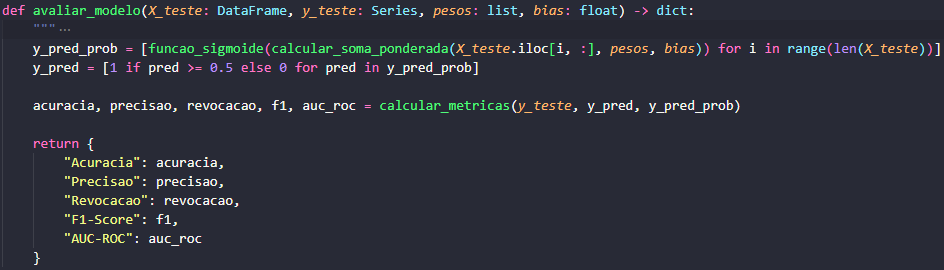 def avaliar_modelo(X_teste: DataFrame, y_teste: Series, pesos: list, bias: float) -> dict:
    """…
    y_pred_prob = [funcao_sigmoide(calcular_soma_ponderada(X_teste.iloc[i, :], pesos, bias)) for i in range(len(X_teste))]
    y_pred = [1 if pred >= 0.5 else 0 for pred in y_pred_prob]
    acuracia, precisao, revocacao, f1, auc_roc = calcular_metricas(y_teste, y_pred, y_pred_prob)
    return {
        "Acuracia": acuracia,
        "Precisao": precisao,
        "Revocacao": revocacao,
        "F1-Score": f1,
        "AUC-ROC": auc_roc
    }